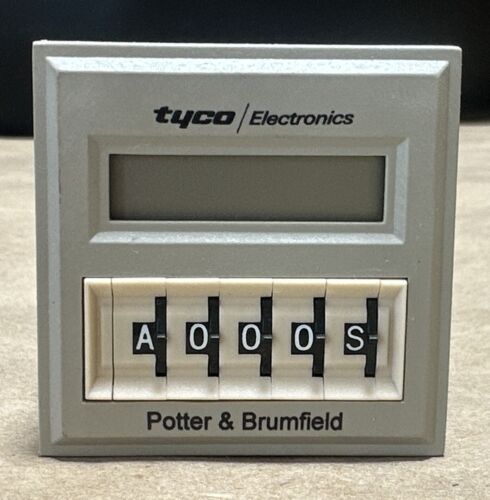 tyco / Electronics
A 0 0 0 S
Potter & Brumfield